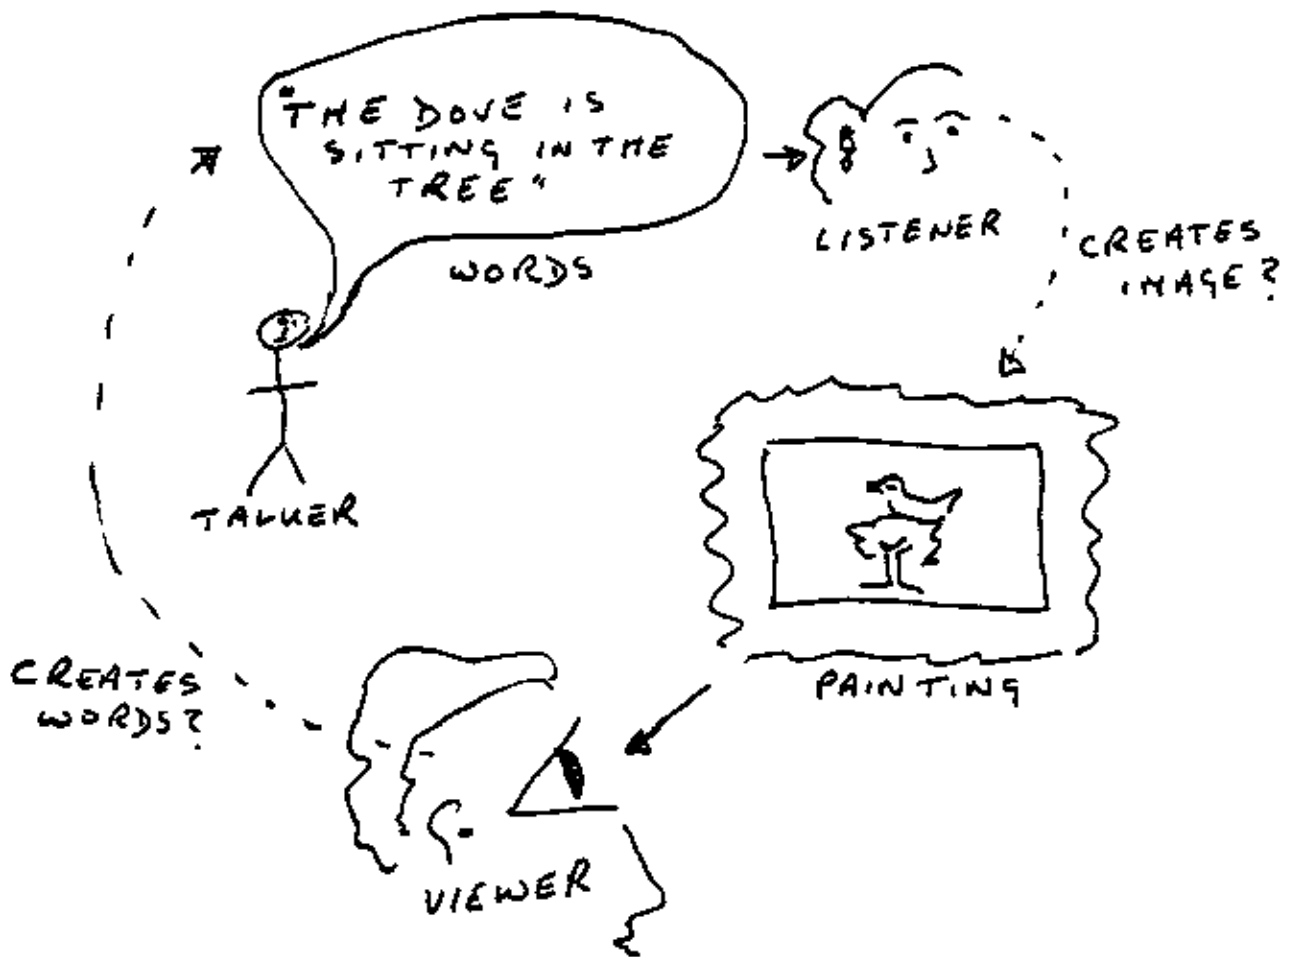 "THE DOVE IS
SITTING IN THE
TREE"
WORDS
LISTENER
CREATES
IMAGE?
TALKER
PAINTING
CREATES
WORDS?
VIEWER